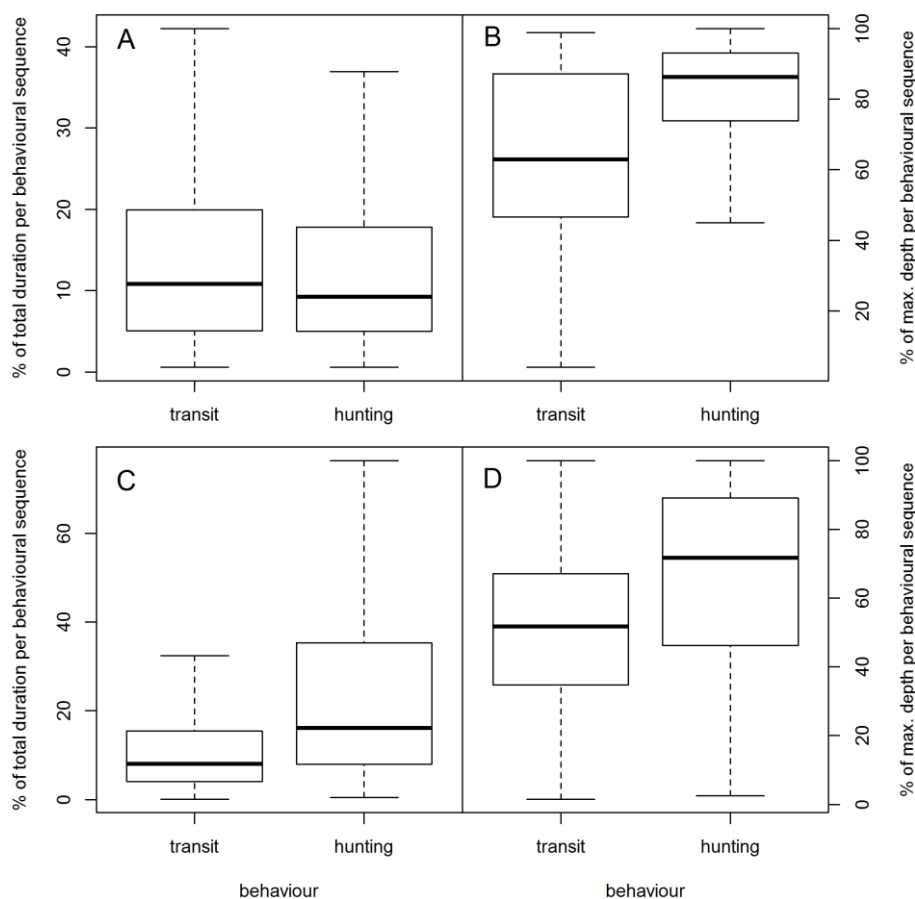 A
B
% of total duration per behavioural sequence
0
10
20
30
40
20
40
60
80
100
% of max. depth per behavioural sequence
transit
hunting
transit
hunting
C
D
% of total duration per behavioural sequence
0
20
40
60
0
20
40
60
80
100
% of max. depth per behavioural sequence
transit
hunting
transit
hunting
behaviour
behaviour